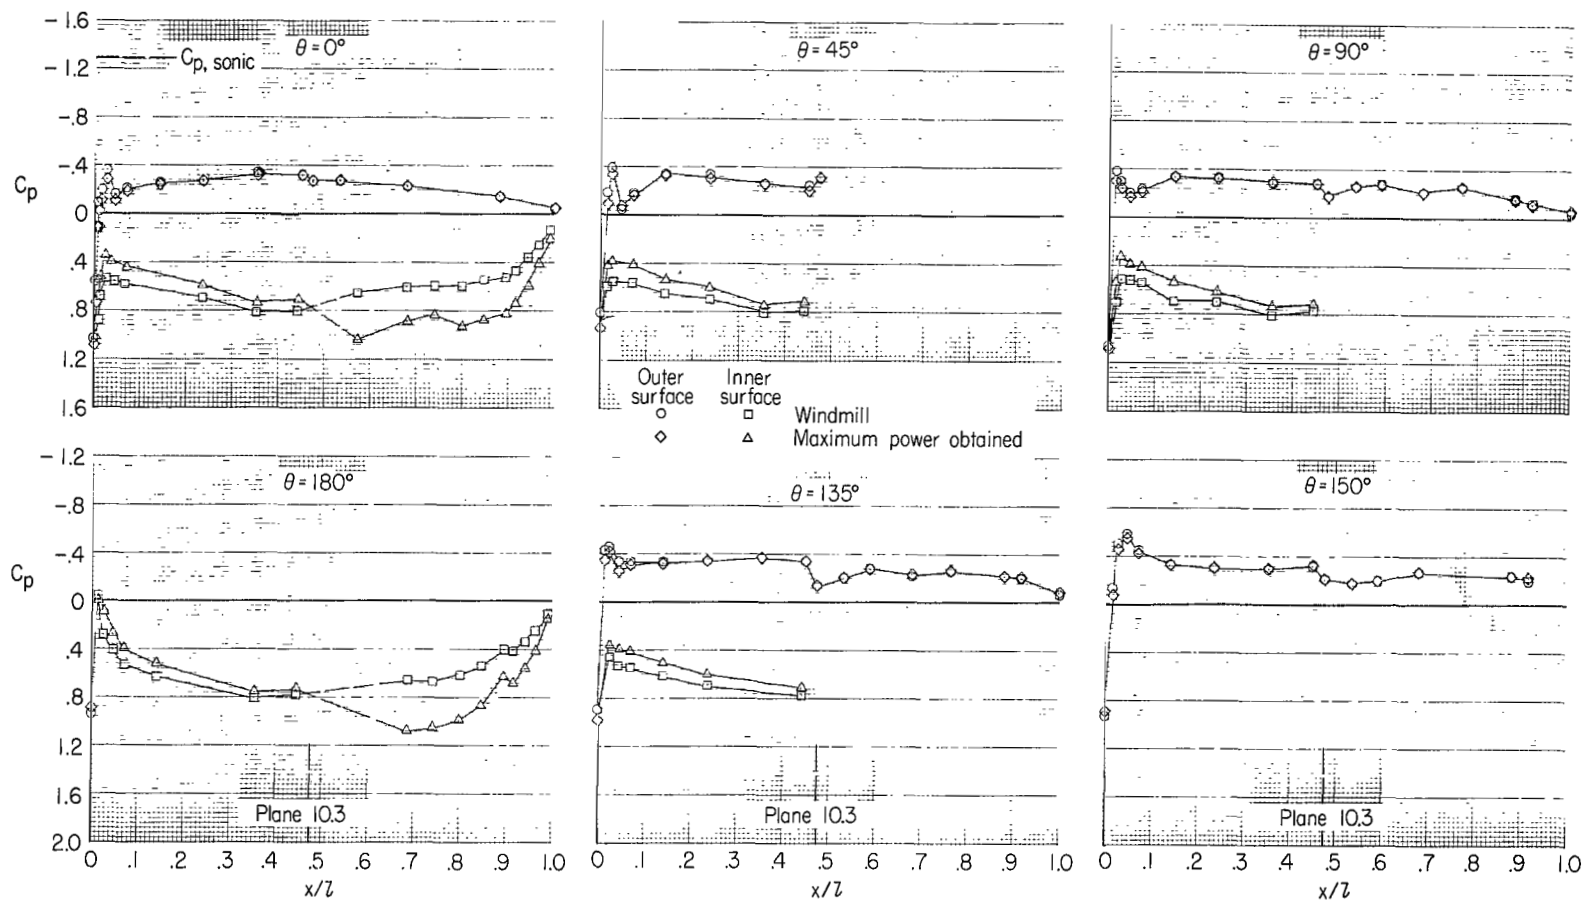 -1.6
-1.2
-.8
-.4
0
.4
.8
1.2
1.6
Cp
Cp, sonic
θ=0°
θ=45°
θ=90°
Outer surface
Inner surface
Windmill
Maximum power obtained
-1.2
-.8
-.4
0
.4
.8
1.2
1.6
2.0
Cp
θ=180°
θ=135°
θ=150°
Plane 10.3
Plane 10.3
Plane 10.3
0 .1 .2 .3 .4 .5 .6 .7 .8 .9 1.0
0 .1 .2 .3 .4 .5 .6 .7 .8 .9 1.0
0 .1 .2 .3 .4 .5 .6 .7 .8 .9 1.0
x/l
x/l
x/l